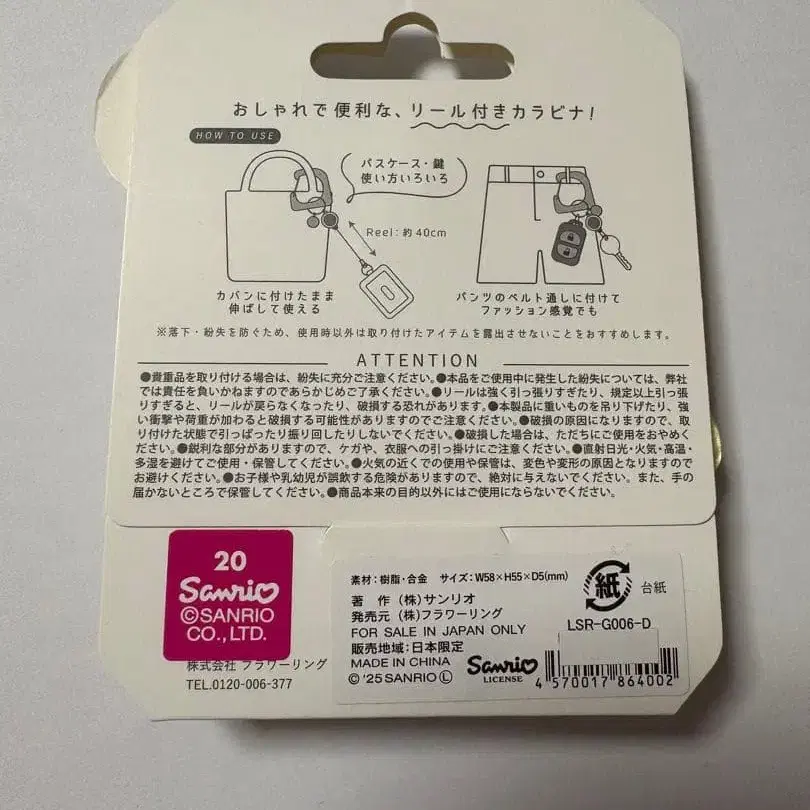 おしゃれで便利な、リール付きカラビナ!
HOW TO USE
パスケース・鍵
使い方いろいろ
Reel：約40cm
カバンに付けたまま
伸ばして使える
パンツのベルト通しに付けて
ファッション感覚でも
※落下・紛失を防ぐため、使用時以外は取り付けたアイテムを露出させないことをおすすめします。
ATTENTION
●貴重品を取り付ける場合は、紛失に充分ご注意ください。●本品をご使用中に発生した紛失については、弊社
では責任を負いかねますのであらかじめご了承ください。●リールは強く引っ張りすぎたり、規定以上引っ張
りすぎると、リールが戻らなくなったり、破損する恐れがあります。●本製品に重いものを吊り下げたり、強
い衝撃や荷重が加わると破損する可能性がありますのでご注意ください。●破損の原因になりますので、取
り付けた状態で引っぱったり振り回したりしないでください。●破損した場合は、ただちにご使用をおやめく
ださい。●鋭利な部分がありますので、ケガや、衣服への引っ掛けにご注意ください。●直射日光・火気・高温・
多湿を避けてご使用・保管してください。●火気の近くでの使用や保管は、変色や変形の原因となりますので
お避けください。●お子様や乳幼児が誤飲する危険がありますので、絶対に与えないでください。また、手の
届かないところで保管してください。●商品本来の目的以外にはご使用にならないでください。
20
Sanrio
©SANRIO
CO., LTD.
株式会社 フラワーリング
TEL.0120-006-377
素材：樹脂・合金 サイズ：W58×H55×D5(mm)
著 作 (株)サンリオ
発売元 (株)フラワーリング
FOR SALE IN JAPAN ONLY
販売地域：日本限定
MADE IN CHINA
©'25 SANRIO Ⓛ
Sanrio
LICENSE
紙
台紙
LSR-G006-D
4 570017 864002